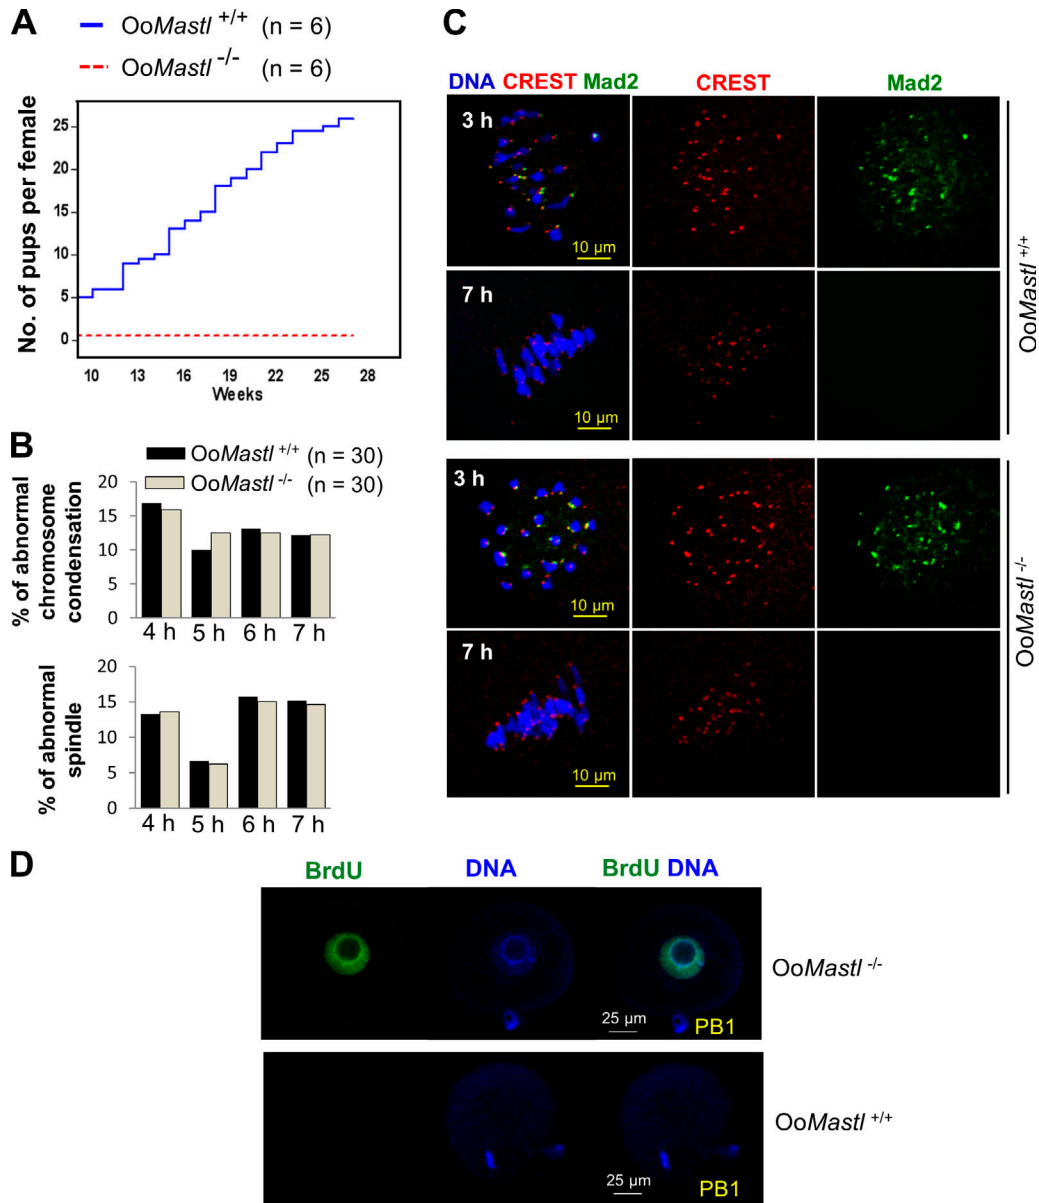 A
OoMastl +/+ (n = 6)
OoMastl -/- (n = 6)
No. of pups per female
25
20
15
10
5
0
10 13 16 19 22 25 28
Weeks
B
OoMastl +/+ (n = 30)
OoMastl -/- (n = 30)
% of abnormal
chromosome
condensation
20
15
10
5
0
4 h 5 h 6 h 7 h
% of abnormal
spindle
20
15
10
5
0
4 h 5 h 6 h 7 h
C
DNA CREST Mad2 CREST Mad2
3 h
10 µm
7 h
10 µm
OoMastl +/+
3 h
10 µm
7 h
10 µm
OoMastl -/-
D
BrdU DNA BrdU DNA
OoMastl -/-
25 µm
PB1
OoMastl +/+
25 µm
PB1